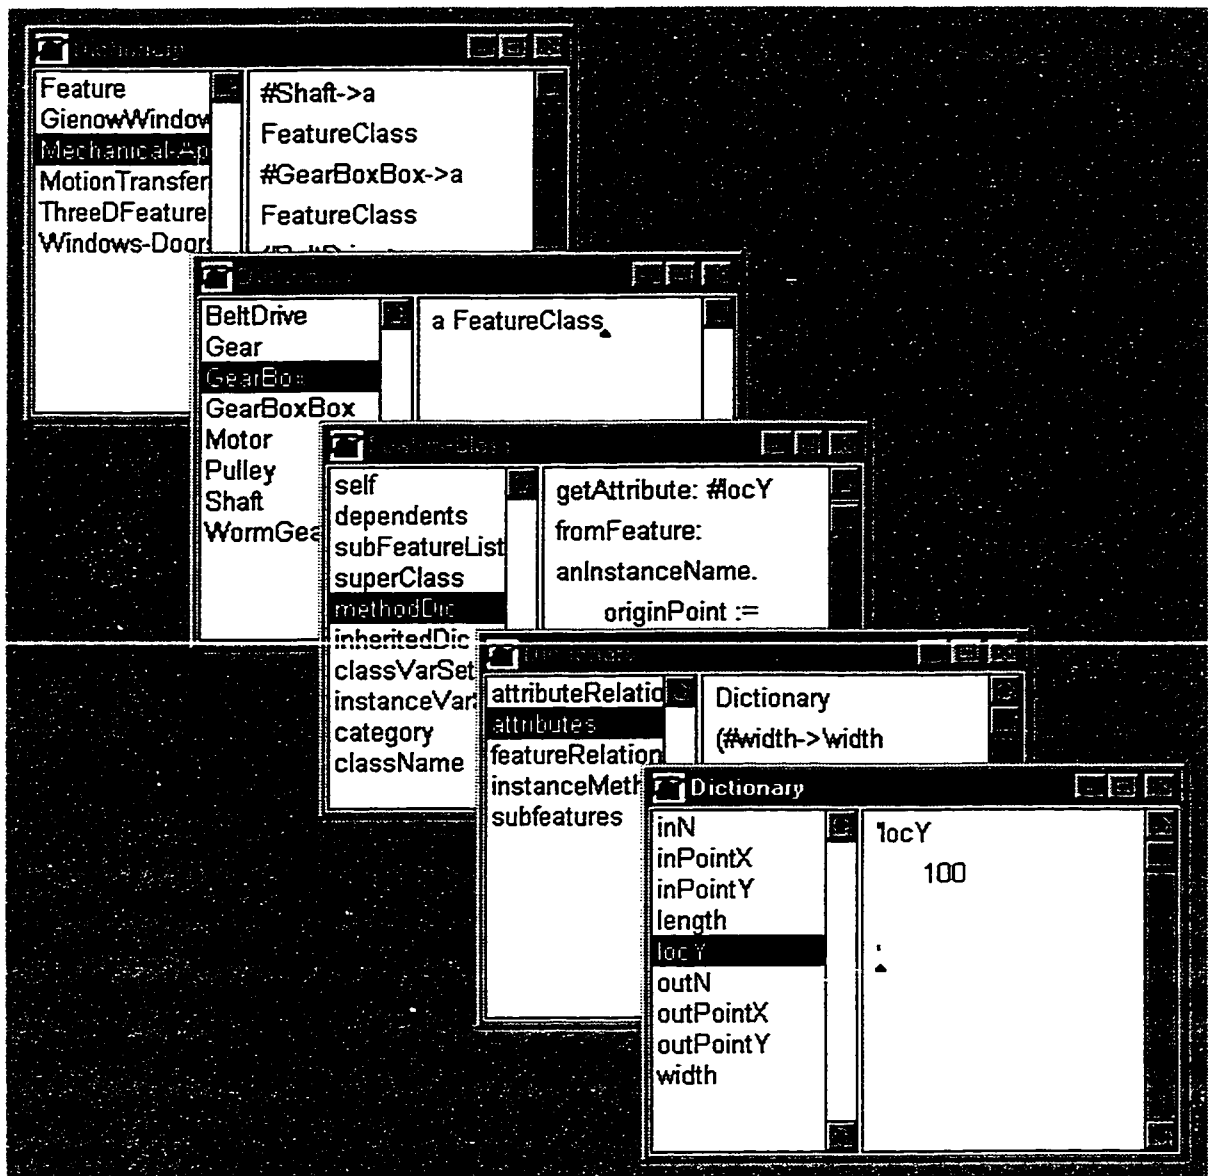 Dictionary
Feature
GienowWindow
Mechanical-Ap
MotionTransfer
ThreeDFeature
Windows-Doors
#Shaft->a
FeatureClass
#GearBoxBox->a
FeatureClass
BeltDrive
Gear
GearBox
GearBoxBox
Motor
Pulley
Shaft
WormGea
a FeatureClass
self
dependents
subFeatureList
superClass
methodDic
inheritedDic
classVarSet
instanceVar
category
className
getAttribute: #locY
fromFeature:
anInstanceName.
originPoint :=
attributeRelatio
attributes
featureRelation
instanceMeth
subfeatures
Dictionary
(#width->'width
Dictionary
inN
inPointX
inPointY
length
locY
outN
outPointX
outPointY
width
'locY
100
'